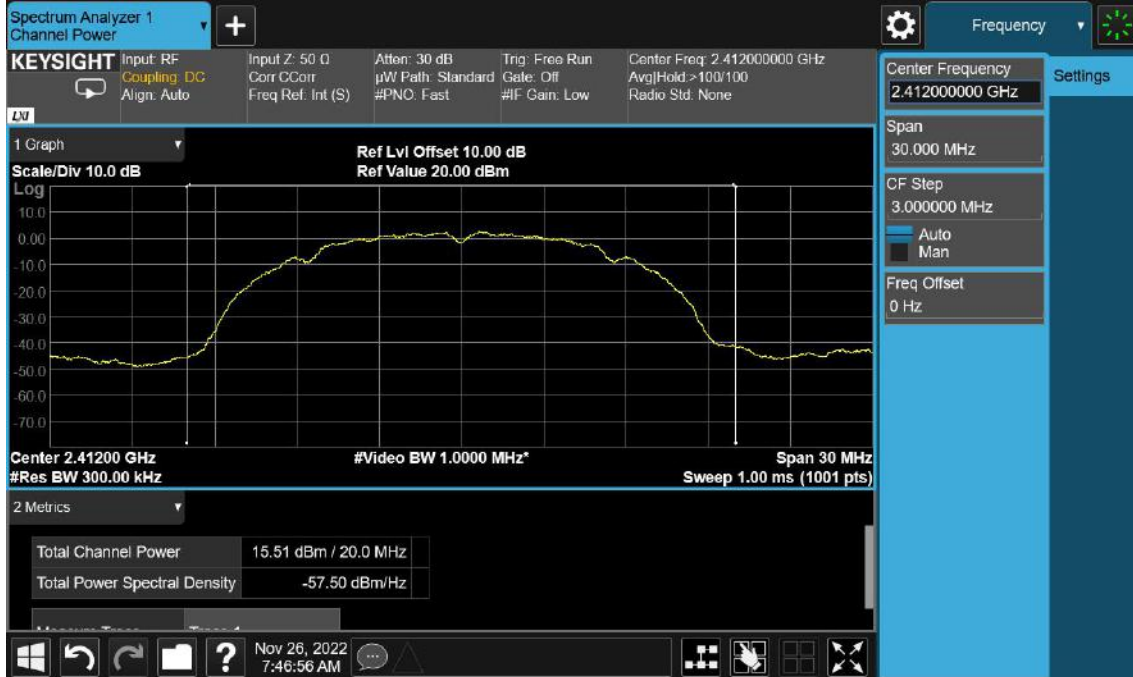 Spectrum Analyzer 1
Channel Power
+
Frequency
KEYSIGHT
Input: RF
Coupling: DC
Align: Auto
Input Z: 50 Ω
Corr CCorr
Freq Ref: Int (S)
Atten: 30 dB
µW Path: Standard
#PNO: Fast
Trig: Free Run
Gate: Off
#IF Gain: Low
Center Freq: 2.412000000 GHz
Avg|Hold:>100/100
Radio Std: None
LXI
Center Frequency
2.412000000 GHz
Settings
Span
30.000 MHz
CF Step
3.000000 MHz
Auto
Man
Freq Offset
0 Hz
1 Graph
Scale/Div 10.0 dB
Ref Lvl Offset 10.00 dB
Ref Value 20.00 dBm
Log
10.0
0.00
-10.0
-20.0
-30.0
-40.0
-50.0
-60.0
-70.0
Center 2.41200 GHz
#Video BW 1.0000 MHz*
Span 30 MHz
#Res BW 300.00 kHz
Sweep 1.00 ms (1001 pts)
2 Metrics
Total Channel Power 15.51 dBm / 20.0 MHz
Total Power Spectral Density -57.50 dBm/Hz
?
Nov 26, 2022
7:46:56 AM